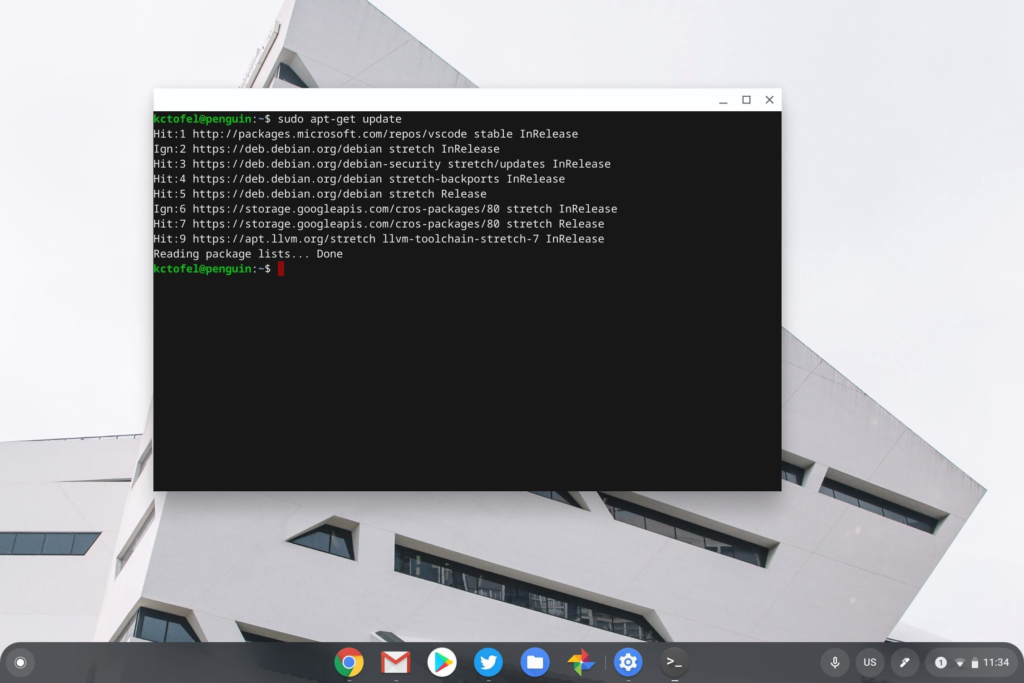 kctofel@penguin:~$ sudo apt-get update
Hit:1 http://packages.microsoft.com/repos/vscode stable InRelease
Ign:2 https://deb.debian.org/debian stretch InRelease
Hit:3 https://deb.debian.org/debian-security stretch/updates InRelease
Hit:4 https://deb.debian.org/debian stretch-backports InRelease
Hit:5 https://deb.debian.org/debian stretch Release
Ign:6 https://storage.googleapis.com/cros-packages/80 stretch InRelease
Hit:7 https://storage.googleapis.com/cros-packages/80 stretch Release
Hit:9 https://apt.llvm.org/stretch llvm-toolchain-stretch-7 InRelease
Reading package lists... Done
kctofel@penguin:~$
>_ US 1 11:34